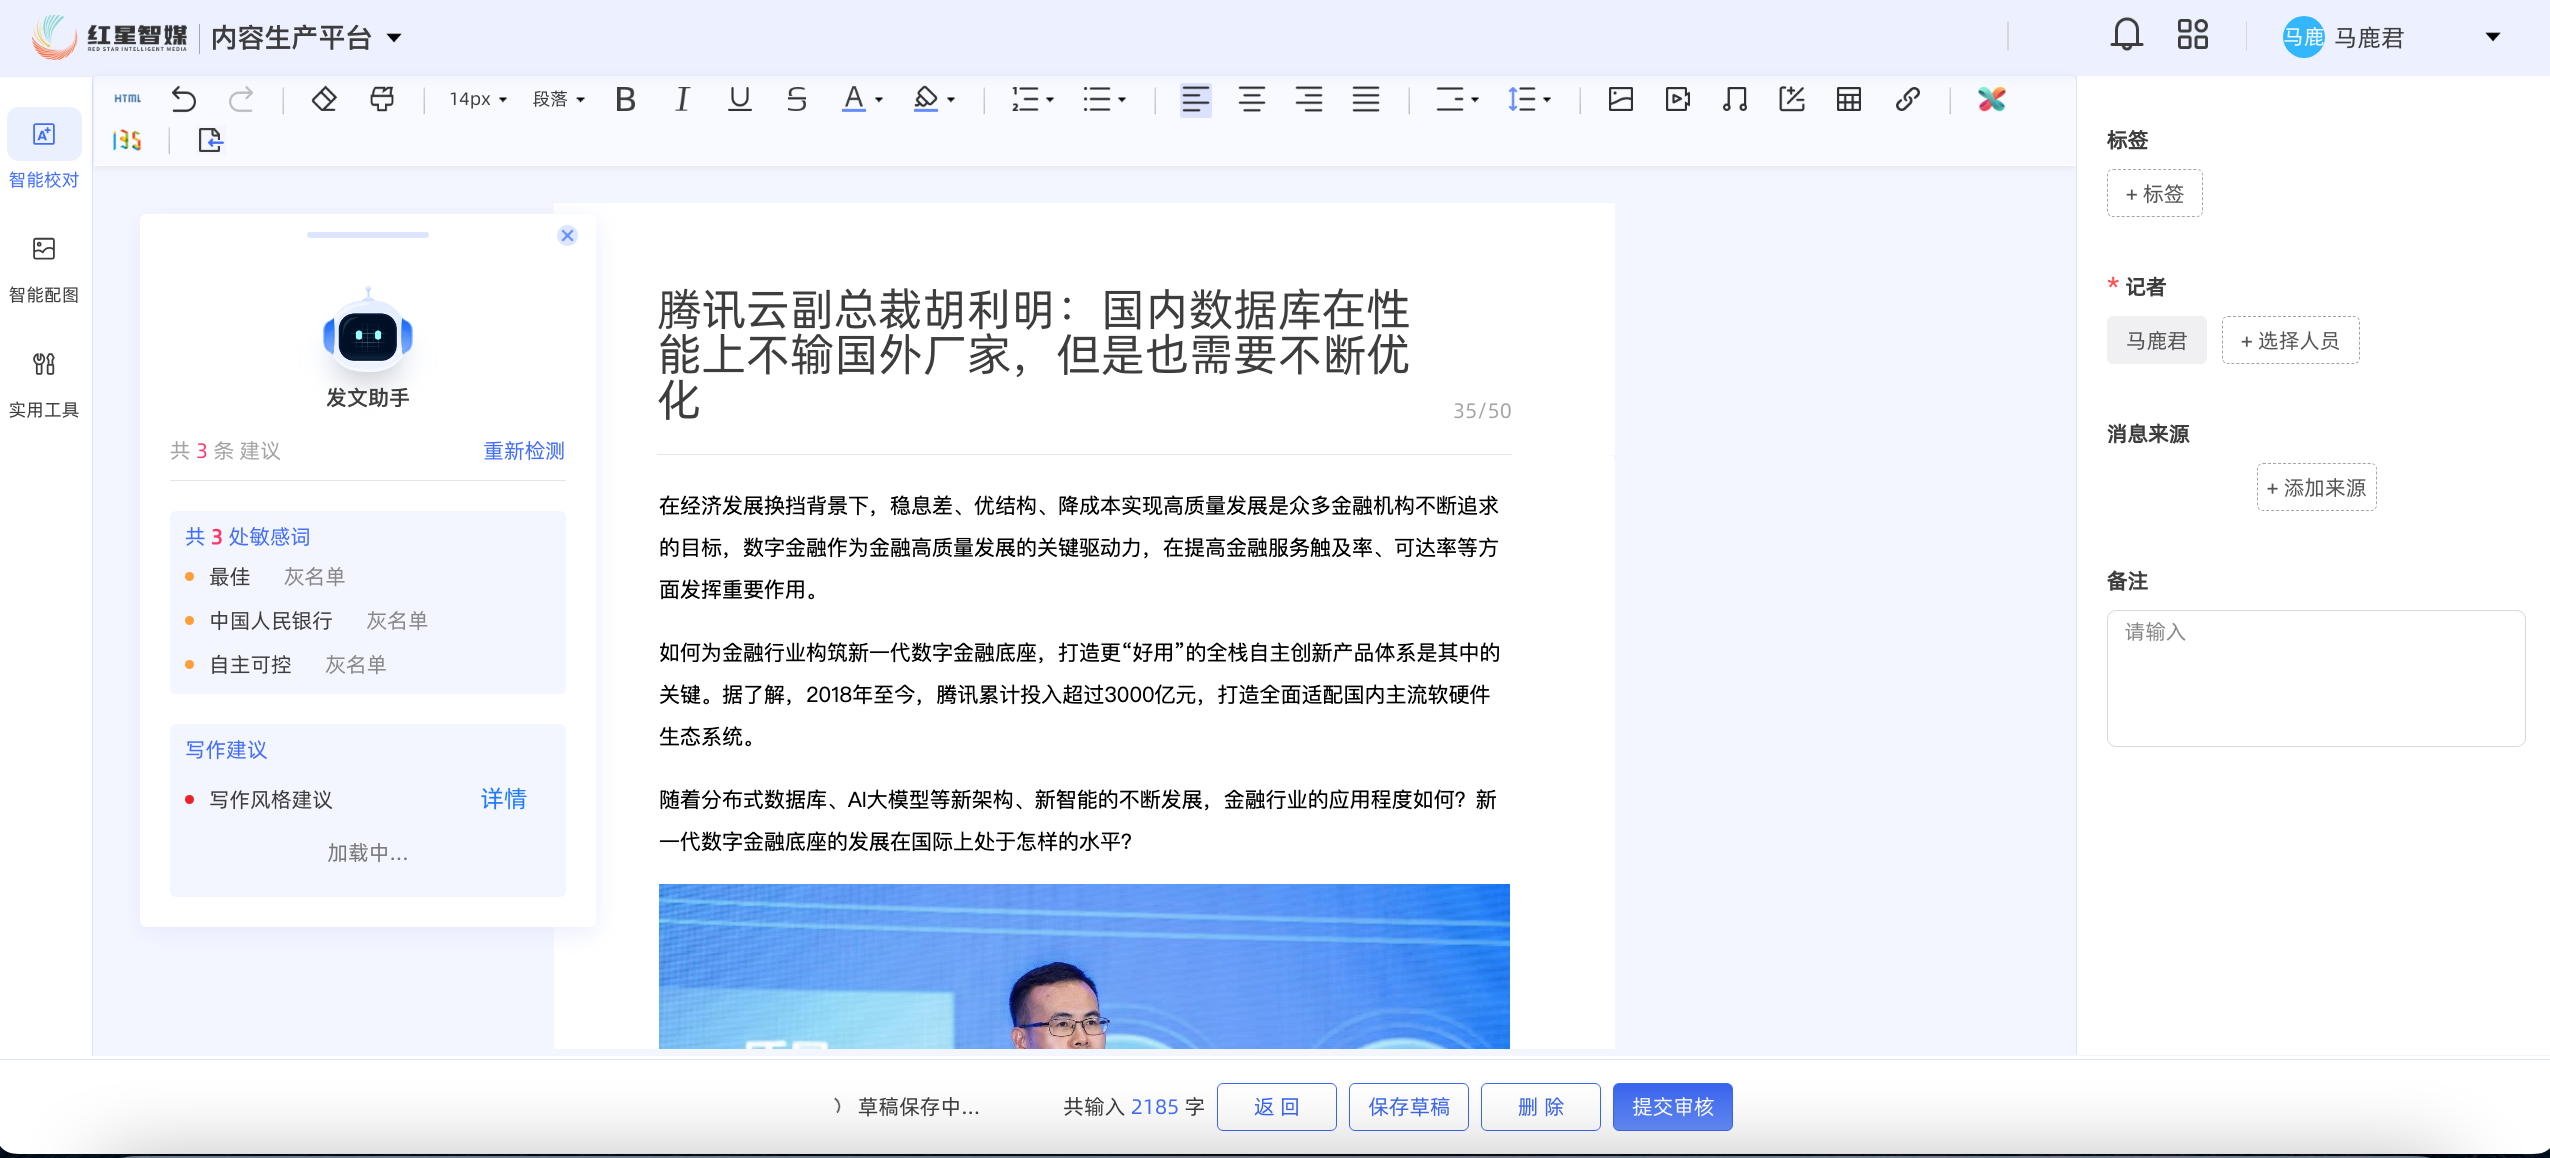 红星智媒
RED STAR INTELLIGENT MEDIA
内容生产平台
马鹿
马鹿君
HTML
14px
段落
135
智能校对
智能配图
实用工具
发文助手
共 3 条 建议
重新检测
共 3 处敏感词
最佳 灰名单
中国人民银行 灰名单
自主可控 灰名单
写作建议
写作风格建议 详情
加载中...
腾讯云副总裁胡利明：国内数据库在性
能上不输国外厂家，但是也需要不断优
化
35/50
在经济发展换挡背景下，稳息差、优结构、降成本实现高质量发展是众多金融机构不断追求
的目标，数字金融作为金融高质量发展的关键驱动力，在提高金融服务触及率、可达率等方
面发挥重要作用。
如何为金融行业构筑新一代数字金融底座，打造更“好用”的全栈自主创新产品体系是其中的
关键。据了解，2018年至今，腾讯累计投入超过3000亿元，打造全面适配国内主流软硬件
生态系统。
随着分布式数据库、AI大模型等新架构、新智能的不断发展，金融行业的应用程度如何？新
一代数字金融底座的发展在国际上处于怎样的水平？
标签
+ 标签
* 记者
马鹿君
+ 选择人员
消息来源
+ 添加来源
备注
请输入
草稿保存中...
共输入 2185 字
返 回
保存草稿
删 除
提交审核